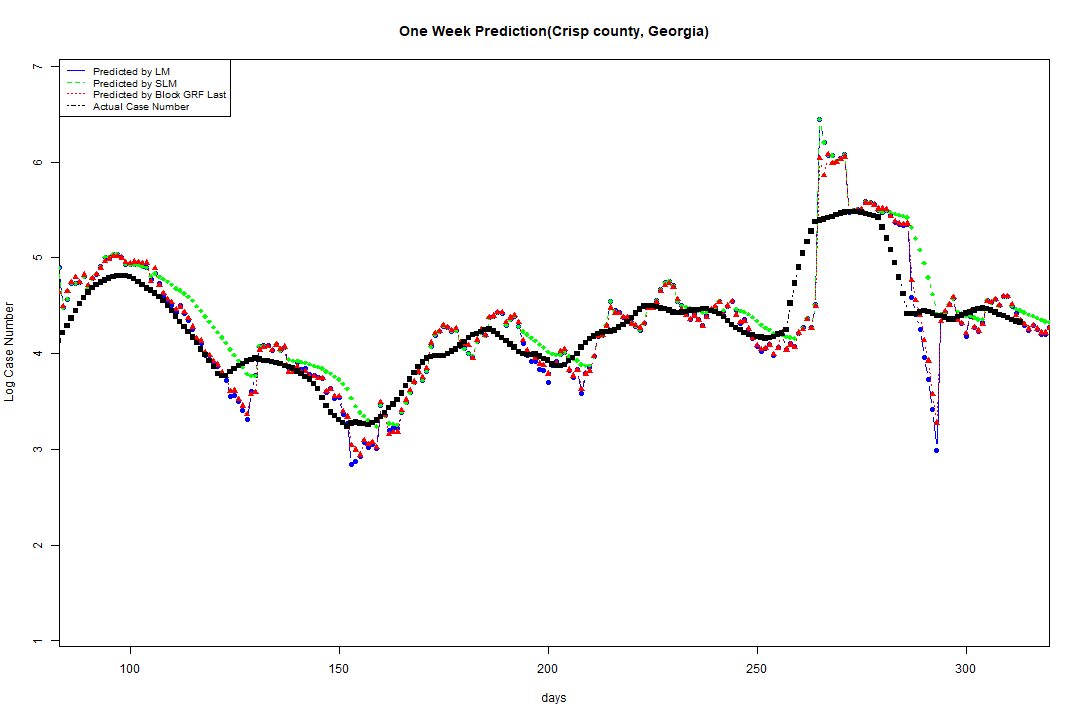 One Week Prediction(Crisp county, Georgia)
Predicted by LM
Predicted by SLM
Predicted by Block GRF Last
Actual Case Number
7
6
5
4
3
2
1
Log Case Number
100 150 200 250 300
days